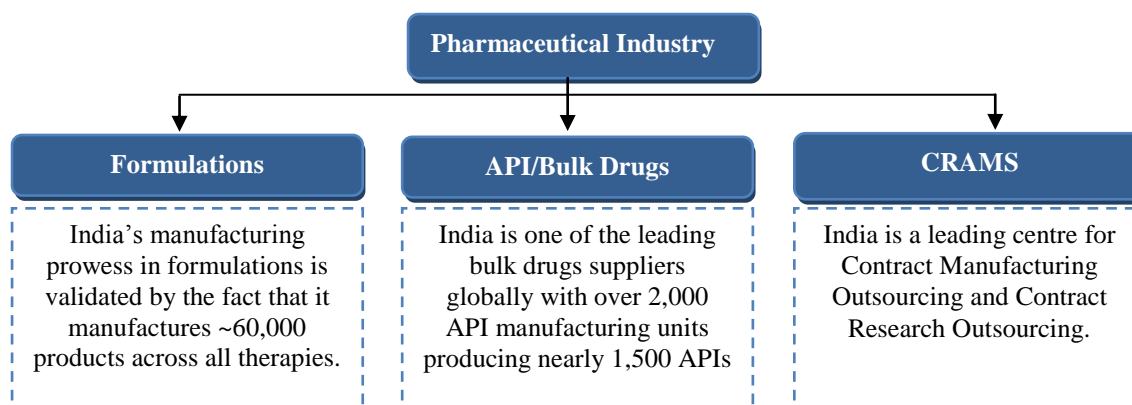 Pharmaceutical Industry
Formulations
India’s manufacturing
prowess in formulations is
validated by the fact that it
manufactures ~60,000
products across all therapies.
API/Bulk Drugs
India is one of the leading
bulk drugs suppliers
globally with over 2,000
API manufacturing units
producing nearly 1,500 APIs
CRAMS
India is a leading centre for
Contract Manufacturing
Outsourcing and Contract
Research Outsourcing.